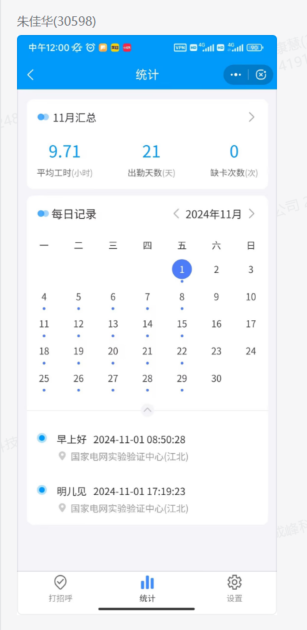 朱佳华(30598)
中午12:00
统计
11月汇总
9.71 21 0
平均工时(小时) 出勤天数(天) 缺卡次数(次)
每日记录 2024年11月
一 二 三 四 五 六 日
1 2 3
4 5 6 7 8 9 10
11 12 13 14 15 16 17
18 19 20 21 22 23 24
25 26 27 28 29 30
早上好 2024-11-01 08:50:28
国家电网实验验证中心(江北)
明儿见 2024-11-01 17:19:23
国家电网实验验证中心(江北)
打招呼 统计 设置